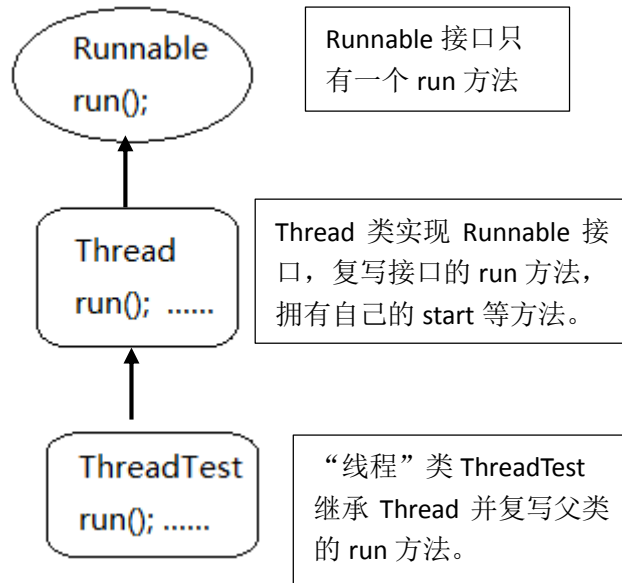 Runnable
run();
Runnable 接口只
有一个 run 方法
Thread
run(); ......
Thread 类实现 Runnable 接
口，复写接口的 run 方法，
拥有自己的 start 等方法。
ThreadTest
run(); ......
“线程”类 ThreadTest
继承 Thread 并复写父类
的 run 方法。